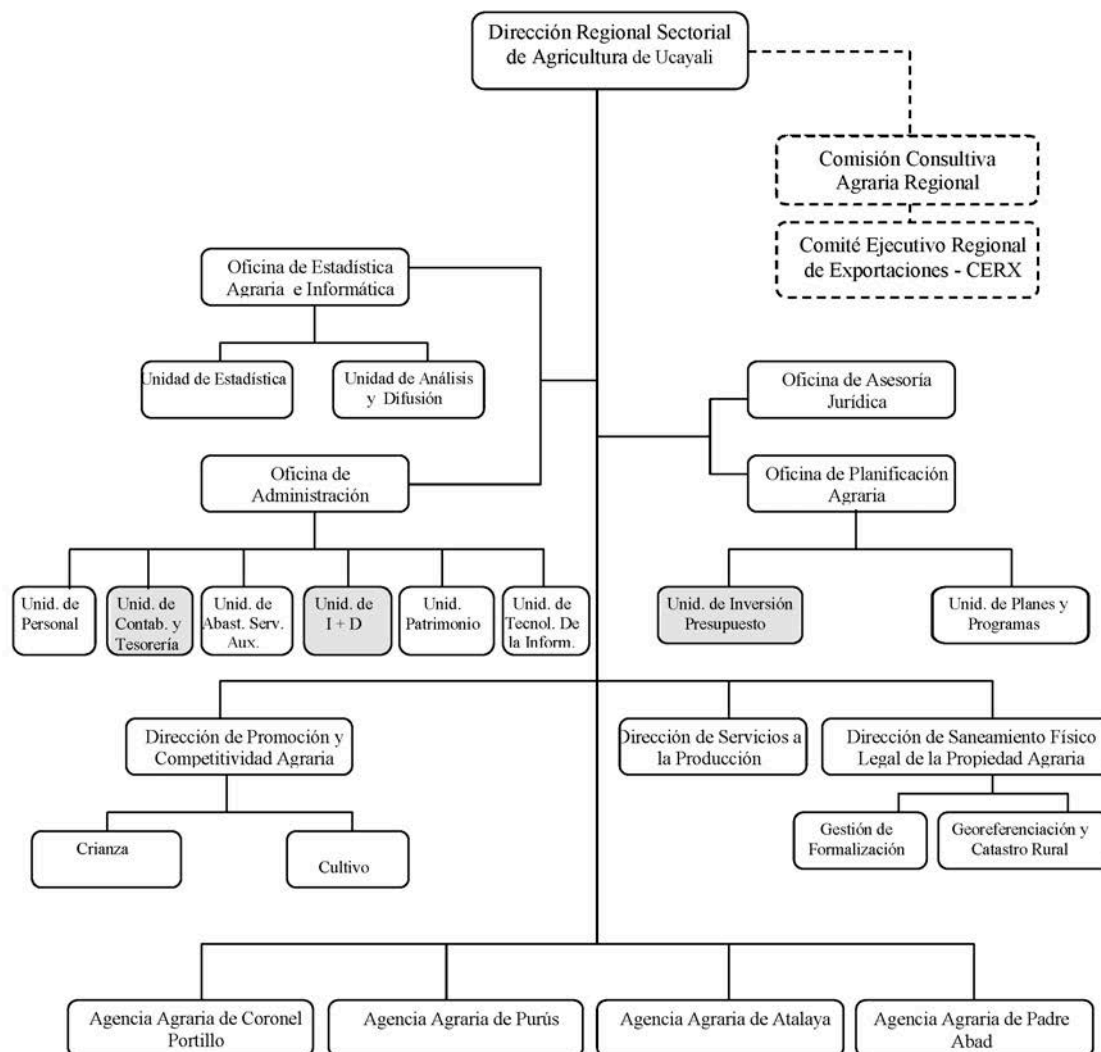 Dirección Regional Sectorial
de Agricultura de Ucayali
Comisión Consultiva
Agraria Regional
Comité Ejecutivo Regional
de Exportaciones - CERX
Oficina de Estadística
Agraria e Informática
Unidad de Estadística
Unidad de Análisis
y Difusión
Oficina de Asesoría
Jurídica
Oficina de
Administración
Oficina de Planificación
Agraria
Unid. de
Personal
Unid. de
Contab. y
Tesorería
Unid. de
Abast. Serv.
Aux.
Unid. de
I + D
Unid.
Patrimonio
Unid. de
Tecnol. De
la Inform.
Unid. de Inversión
Presupuesto
Unid. de Planes y
Programas
Dirección de Promoción y
Competitividad Agraria
Dirección de Servicios a
la Producción
Dirección de Saneamiento Físico
Legal de la Propiedad Agraria
Crianza
Cultivo
Gestión de
Formalización
Georeferenciación y
Catastro Rural
Agencia Agraria de Coronel
Portillo
Agencia Agraria de Purús
Agencia Agraria de Atalaya
Agencia Agraria de Padre
Abad